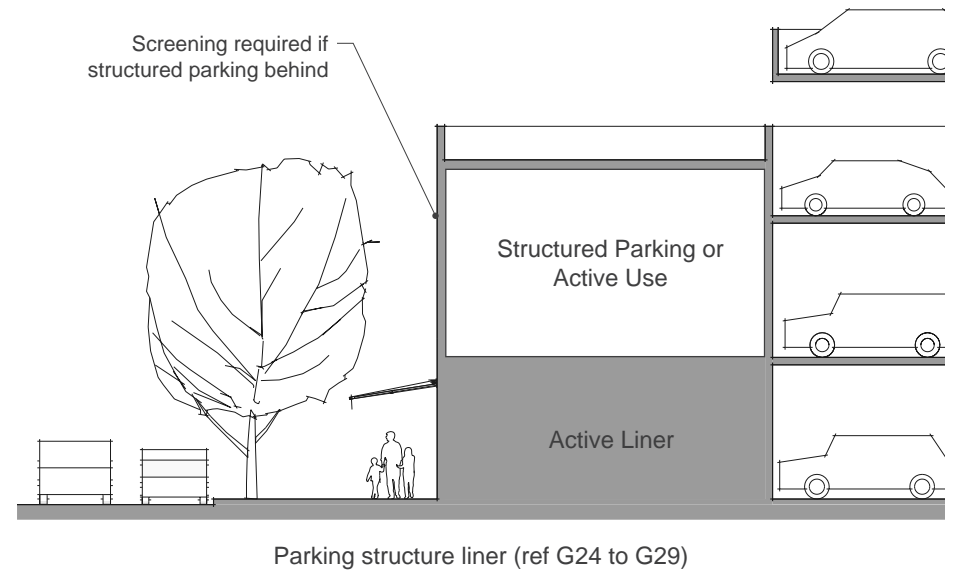 Screening required if
structured parking behind
Structured Parking or
Active Use
Active Liner
Parking structure liner (ref G24 to G29)